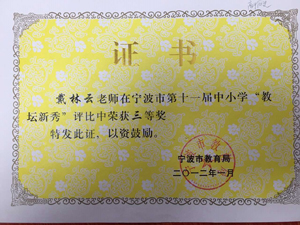 证书
戴林云老师在宁波市第十一届中小学“教
坛新秀”评比中荣获三等奖
特发此证，以资鼓励。
宁波市教育局
二〇一二年一月